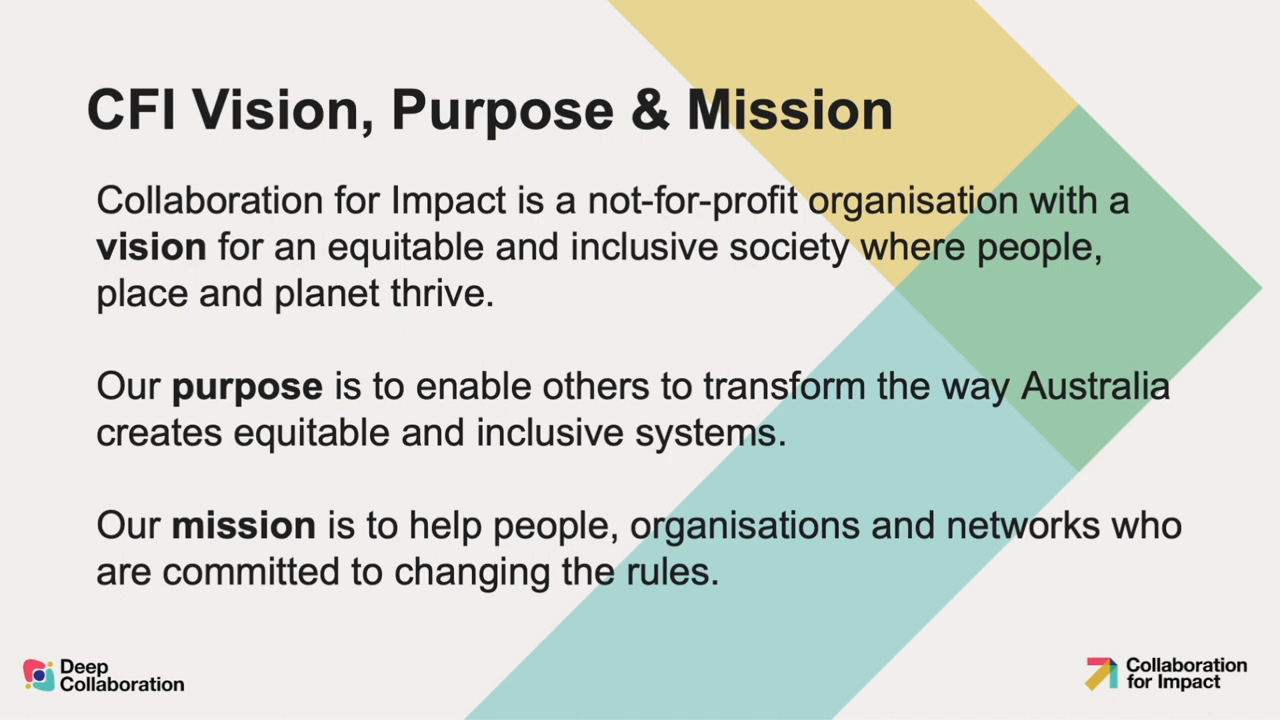 CFI Vision, Purpose & Mission
Collaboration for Impact is a not-for-profit organisation with a
vision for an equitable and inclusive society where people,
place and planet thrive.
Our purpose is to enable others to transform the way Australia
creates equitable and inclusive systems.
Our mission is to help people, organisations and networks who
are committed to changing the rules.
Deep
Collaboration
Collaboration
for Impact